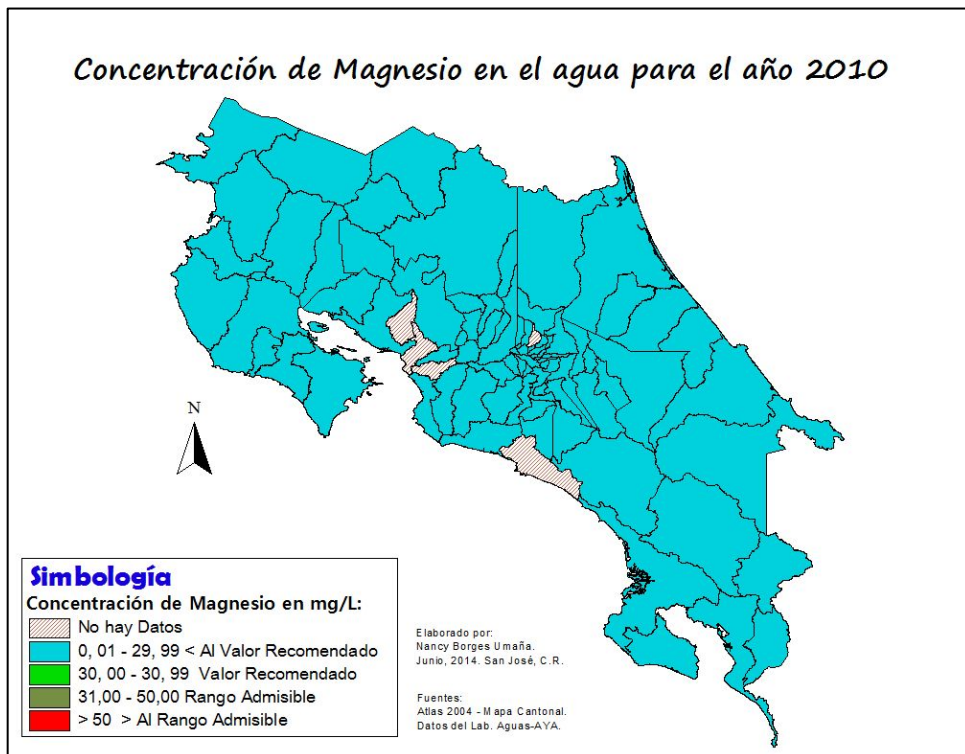 Concentración de Magnesio en el agua para el año 2010
N
Simbología
Concentración de Magnesio en mg/L:
No hay Datos
0, 01 - 29, 99 < Al Valor Recomendado
30, 00 - 30, 99 Valor Recomendado
31,00 - 50,00 Rango Admisible
> 50 > Al Rango Admisible
Elaborado por:
Nancy Borges Umaña.
Junio, 2014. San José, C.R.
Fuentes:
Atlas 2004 - Mapa Cantonal.
Datos del Lab. Aguas-AYA.